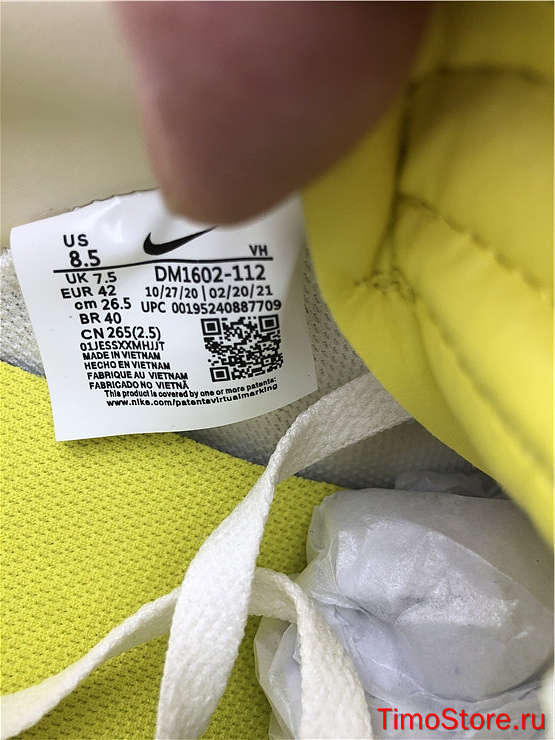 US
8.5
VH
UK 7.5
DM1602-112
EUR 42
10/27/20 | 02/20/21
cm 26.5
UPC 00195240887709
BR 40
CN 265(2.5)
01JESSXXMHJJT
MADE IN VIETNAM
HECHO EN VIETNAM
FABRIQUE AU VIETNAM
FABRICADO NO VIETNÃ
This product is covered by one or more patents:
www.nike.com/patentsvirtualmarking
TimoStore.ru